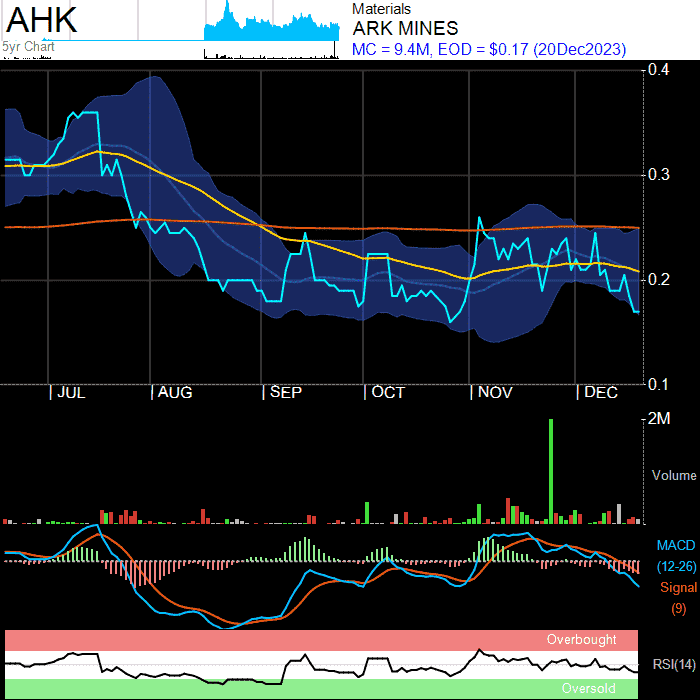 AHK
5yr Chart
Materials
ARK MINES
MC = 9.4M, EOD = $0.17 (20Dec2023)
0.4
0.3
0.2
0.1
JUL
AUG
SEP
OCT
NOV
DEC
2M
Volume
MACD
(12-26)
Signal
(9)
Overbought
RSI(14)
Oversold